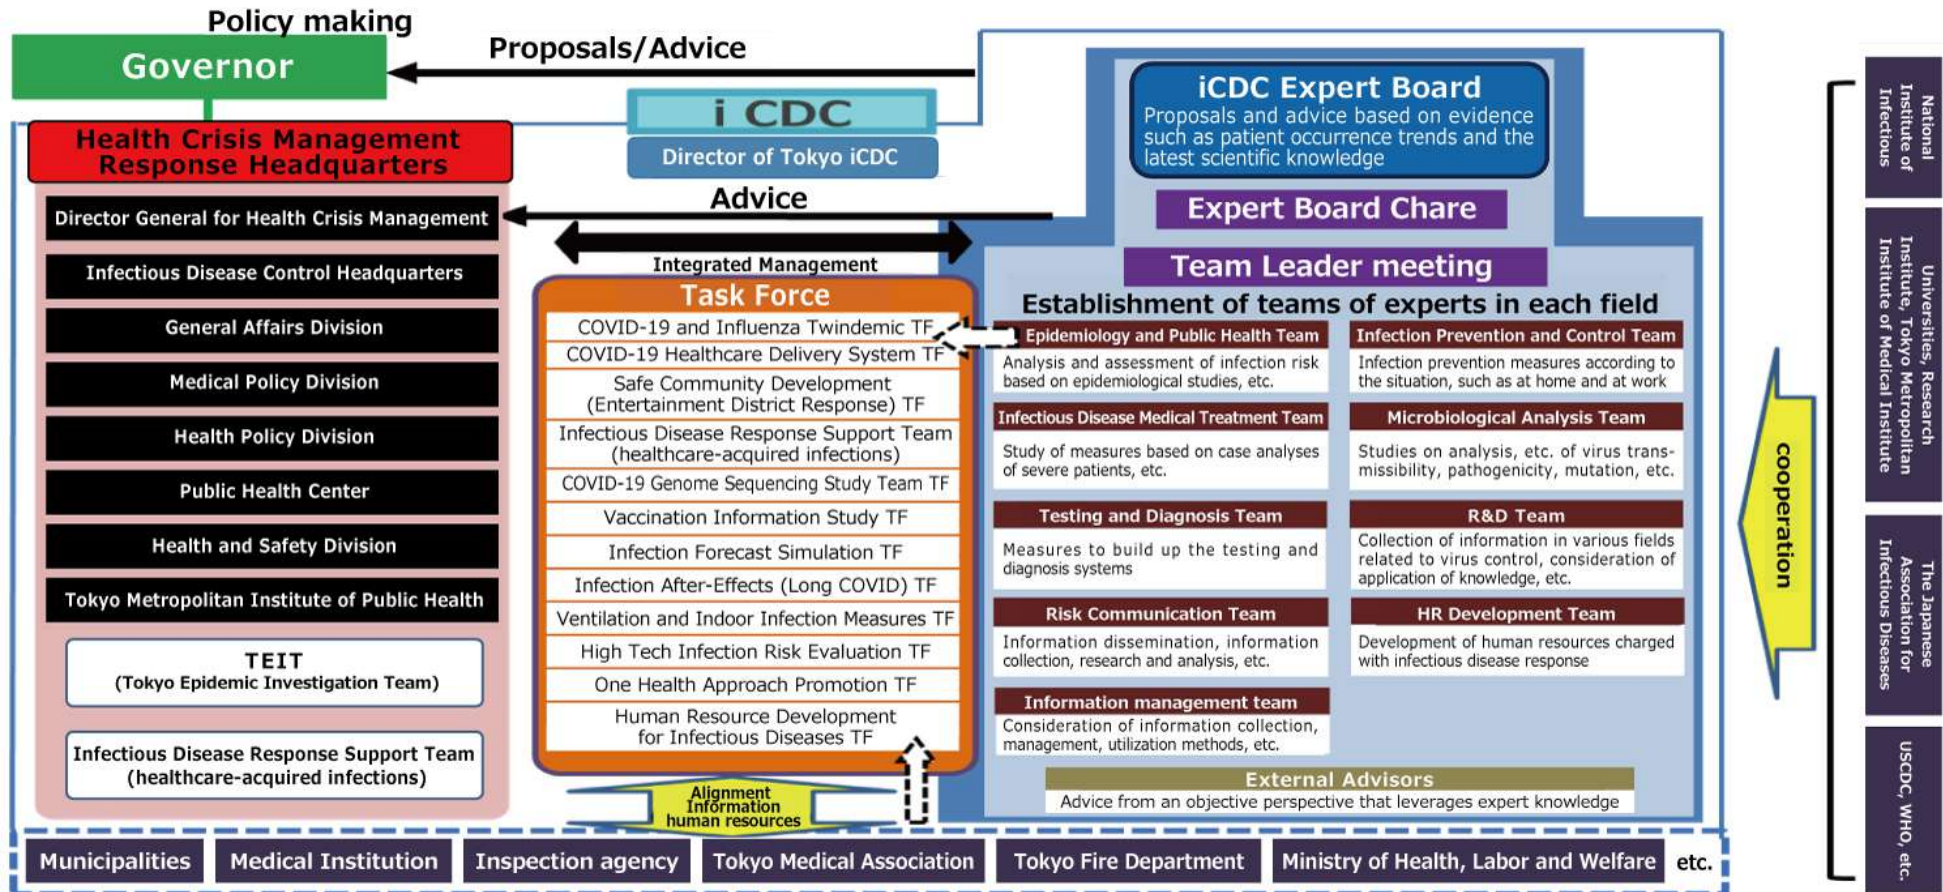 Policy making
Governor
Proposals/Advice
i CDC
Director of Tokyo iCDC
Health Crisis Management
Response Headquarters
Director General for Health Crisis Management
Infectious Disease Control Headquarters
General Affairs Division
Medical Policy Division
Health Policy Division
Public Health Center
Health and Safety Division
Tokyo Metropolitan Institute of Public Health
TEIT
(Tokyo Epidemic Investigation Team)
Infectious Disease Response Support Team
(healthcare-acquired infections)
Advice
Integrated Management
Task Force
COVID-19 and Influenza Twindemic TF
COVID-19 Healthcare Delivery System TF
Safe Community Development
(Entertainment District Response) TF
Infectious Disease Response Support Team
(healthcare-acquired infections)
COVID-19 Genome Sequencing Study Team TF
Vaccination Information Study TF
Infection Forecast Simulation TF
Infection After-Effects (Long COVID) TF
Ventilation and Indoor Infection Measures TF
High Tech Infection Risk Evaluation TF
One Health Approach Promotion TF
Human Resource Development
for Infectious Diseases TF
Alignment
Information
human resources
iCDC Expert Board
Proposals and advice based on evidence
such as patient occurrence trends and the
latest scientific knowledge
Expert Board Chare
Team Leader meeting
Establishment of teams of experts in each field
Epidemiology and Public Health Team
Analysis and assessment of infection risk
based on epidemiological studies, etc.
Infection Prevention and Control Team
Infection prevention measures according to
the situation, such as at home and at work
Infectious Disease Medical Treatment Team
Study of measures based on case analyses
of severe patients, etc.
Microbiological Analysis Team
Studies on analysis, etc. of virus trans-
missibility, pathogenicity, mutation, etc.
Testing and Diagnosis Team
Measures to build up the testing and
diagnosis systems
R&D Team
Collection of information in various fields
related to virus control, consideration of
application of knowledge, etc.
Risk Communication Team
Information dissemination, information
collection, research and analysis, etc.
HR Development Team
Development of human resources charged
with infectious disease response
Information management team
Consideration of information collection,
management, utilization methods, etc.
External Advisors
Advice from an objective perspective that leverages expert knowledge
cooperation
National
Institute of
Infectious
Universities, Research
Institute, Tokyo Metropolitan
Institute of Medical Institute
The Japanese
Association for
Infectious Diseases
USCDC, WHO, etc.
Municipalities
Medical Institution
Inspection agency
Tokyo Medical Association
Tokyo Fire Department
Ministry of Health, Labor and Welfare
etc.